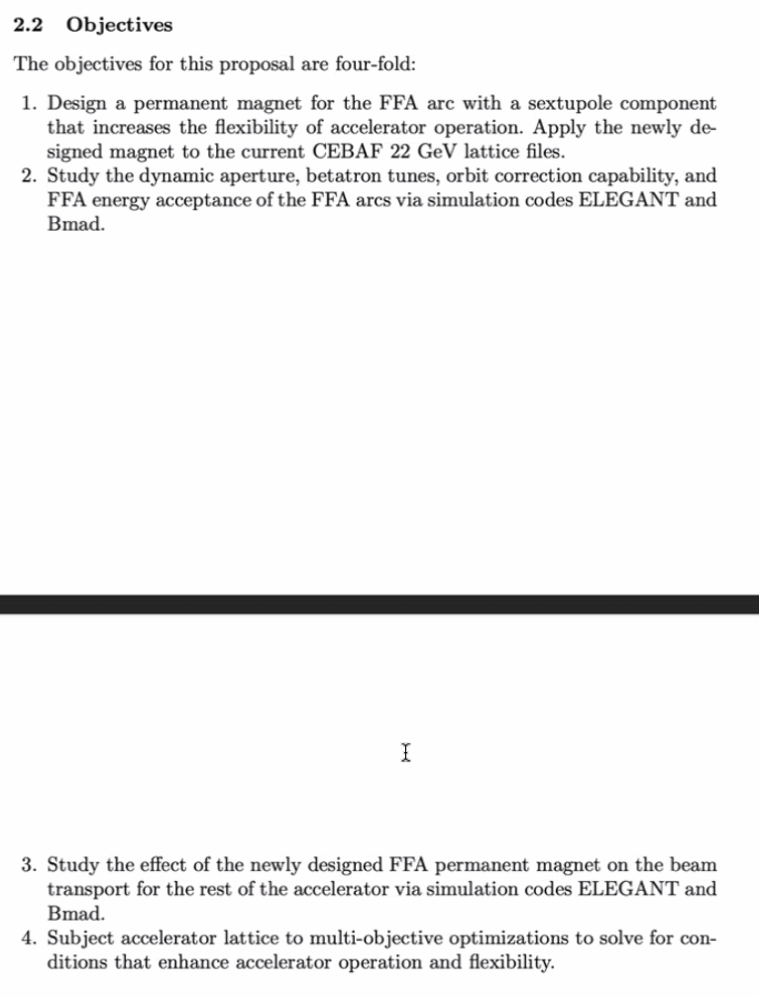 2.2 Objectives
The objectives for this proposal are four-fold:
1. Design a permanent magnet for the FFA arc with a sextupole component
that increases the flexibility of accelerator operation. Apply the newly de-
signed magnet to the current CEBAF 22 GeV lattice files.
2. Study the dynamic aperture, betatron tunes, orbit correction capability, and
FFA energy acceptance of the FFA arcs via simulation codes ELEGANT and
Bmad.
3. Study the effect of the newly designed FFA permanent magnet on the beam
transport for the rest of the accelerator via simulation codes ELEGANT and
Bmad.
4. Subject accelerator lattice to multi-objective optimizations to solve for con-
ditions that enhance accelerator operation and flexibility.